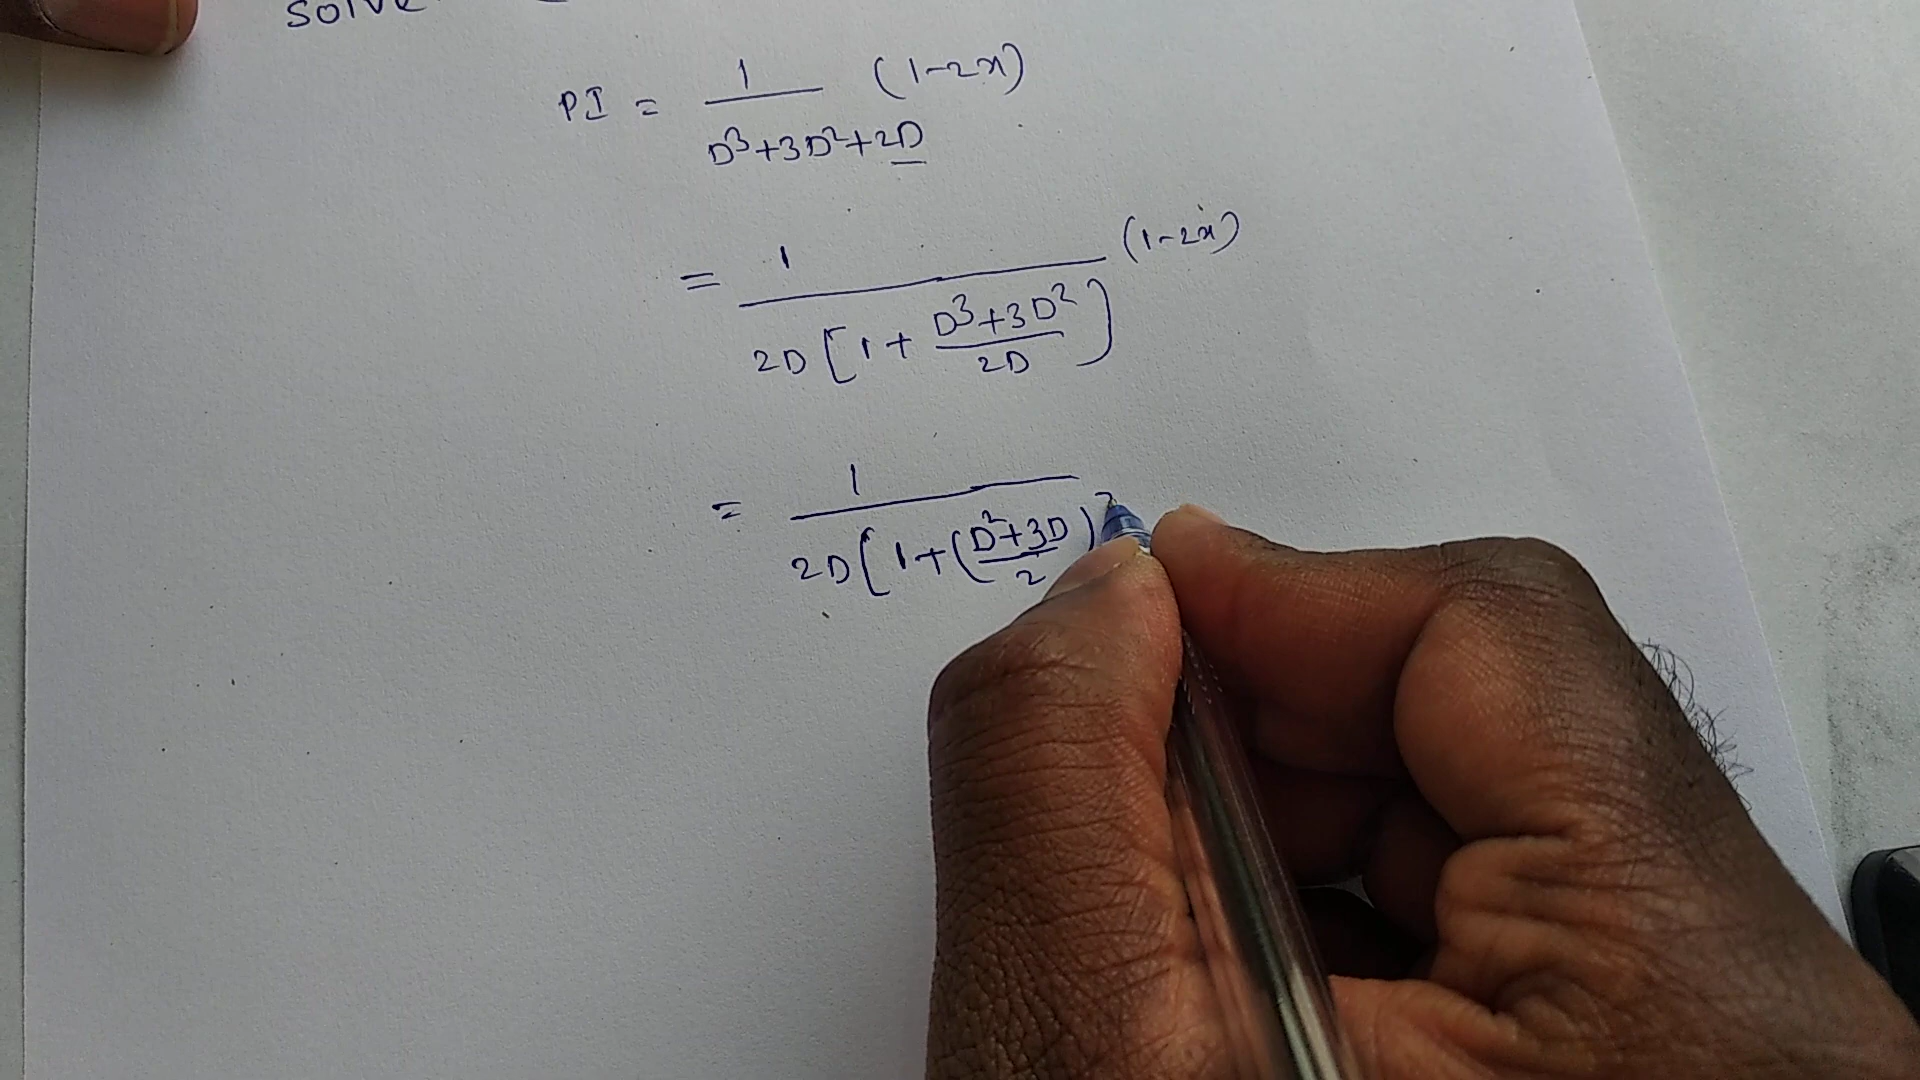 Solve
PI = 1/(D³+3D²+2D) (1-2x)
= 1/(2D[1+(D³+3D²)/2D]) (1-2x)
= 1/(2D[1+((D²+3D)/2)